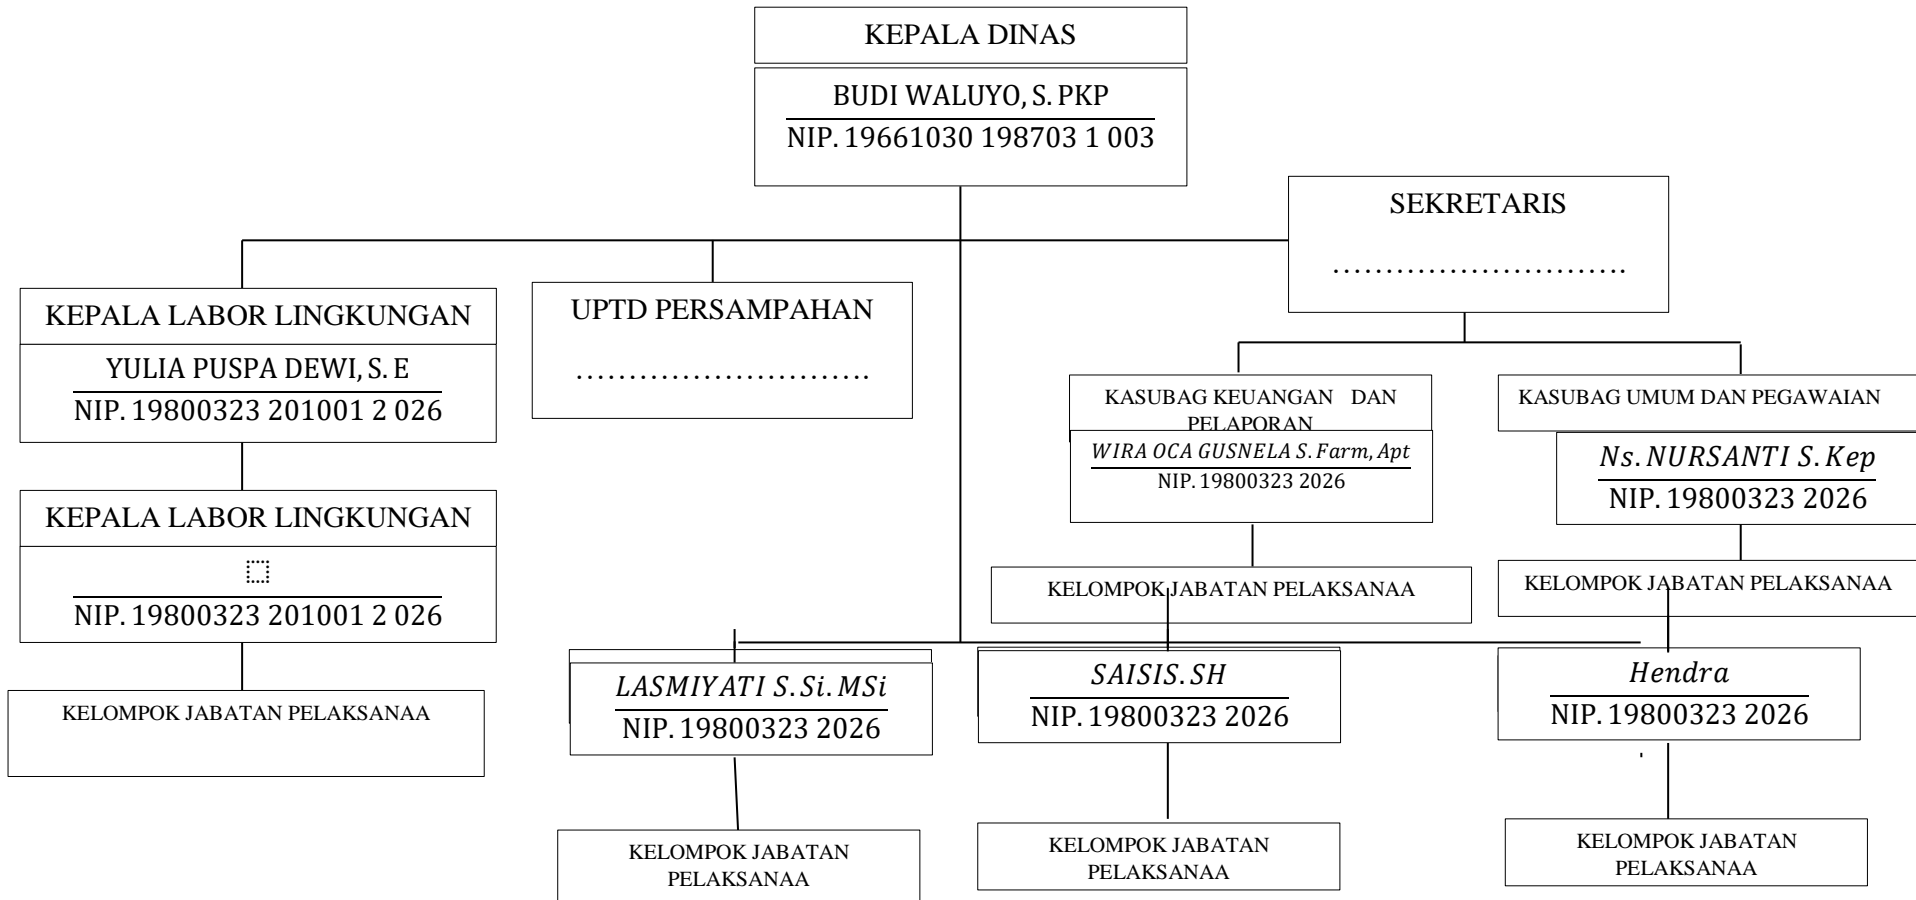 KEPALA DINAS
BUDI WALUYO, S. PKP
NIP. 19661030 198703 1 003
SEKRETARIS
………………………….
KEPALA LABOR LINGKUNGAN
YULIA PUSPA DEWI, S. E
NIP. 19800323 201001 2 026
UPTD PERSAMPAHAN
………………………….
KASUBAG KEUANGAN DAN
PELAPORAN
WIRA OCA GUSNELA S. Farm, Apt
NIP. 19800323 2026
KASUBAG UMUM DAN PEGAWAIAN
Ns. NURSANTI S. Kep
NIP. 19800323 2026
KEPALA LABOR LINGKUNGAN
NIP. 19800323 201001 2 026
KELOMPOK JABATAN PELAKSANAA
KELOMPOK JABATAN PELAKSANAA
KELOMPOK JABATAN PELAKSANAA
LASMIYATI S. Si. MSi
NIP. 19800323 2026
SAISIS. SH
NIP. 19800323 2026
Hendra
NIP. 19800323 2026
KELOMPOK JABATAN
PELAKSANAA
KELOMPOK JABATAN
PELAKSANAA
KELOMPOK JABATAN
PELAKSANAA